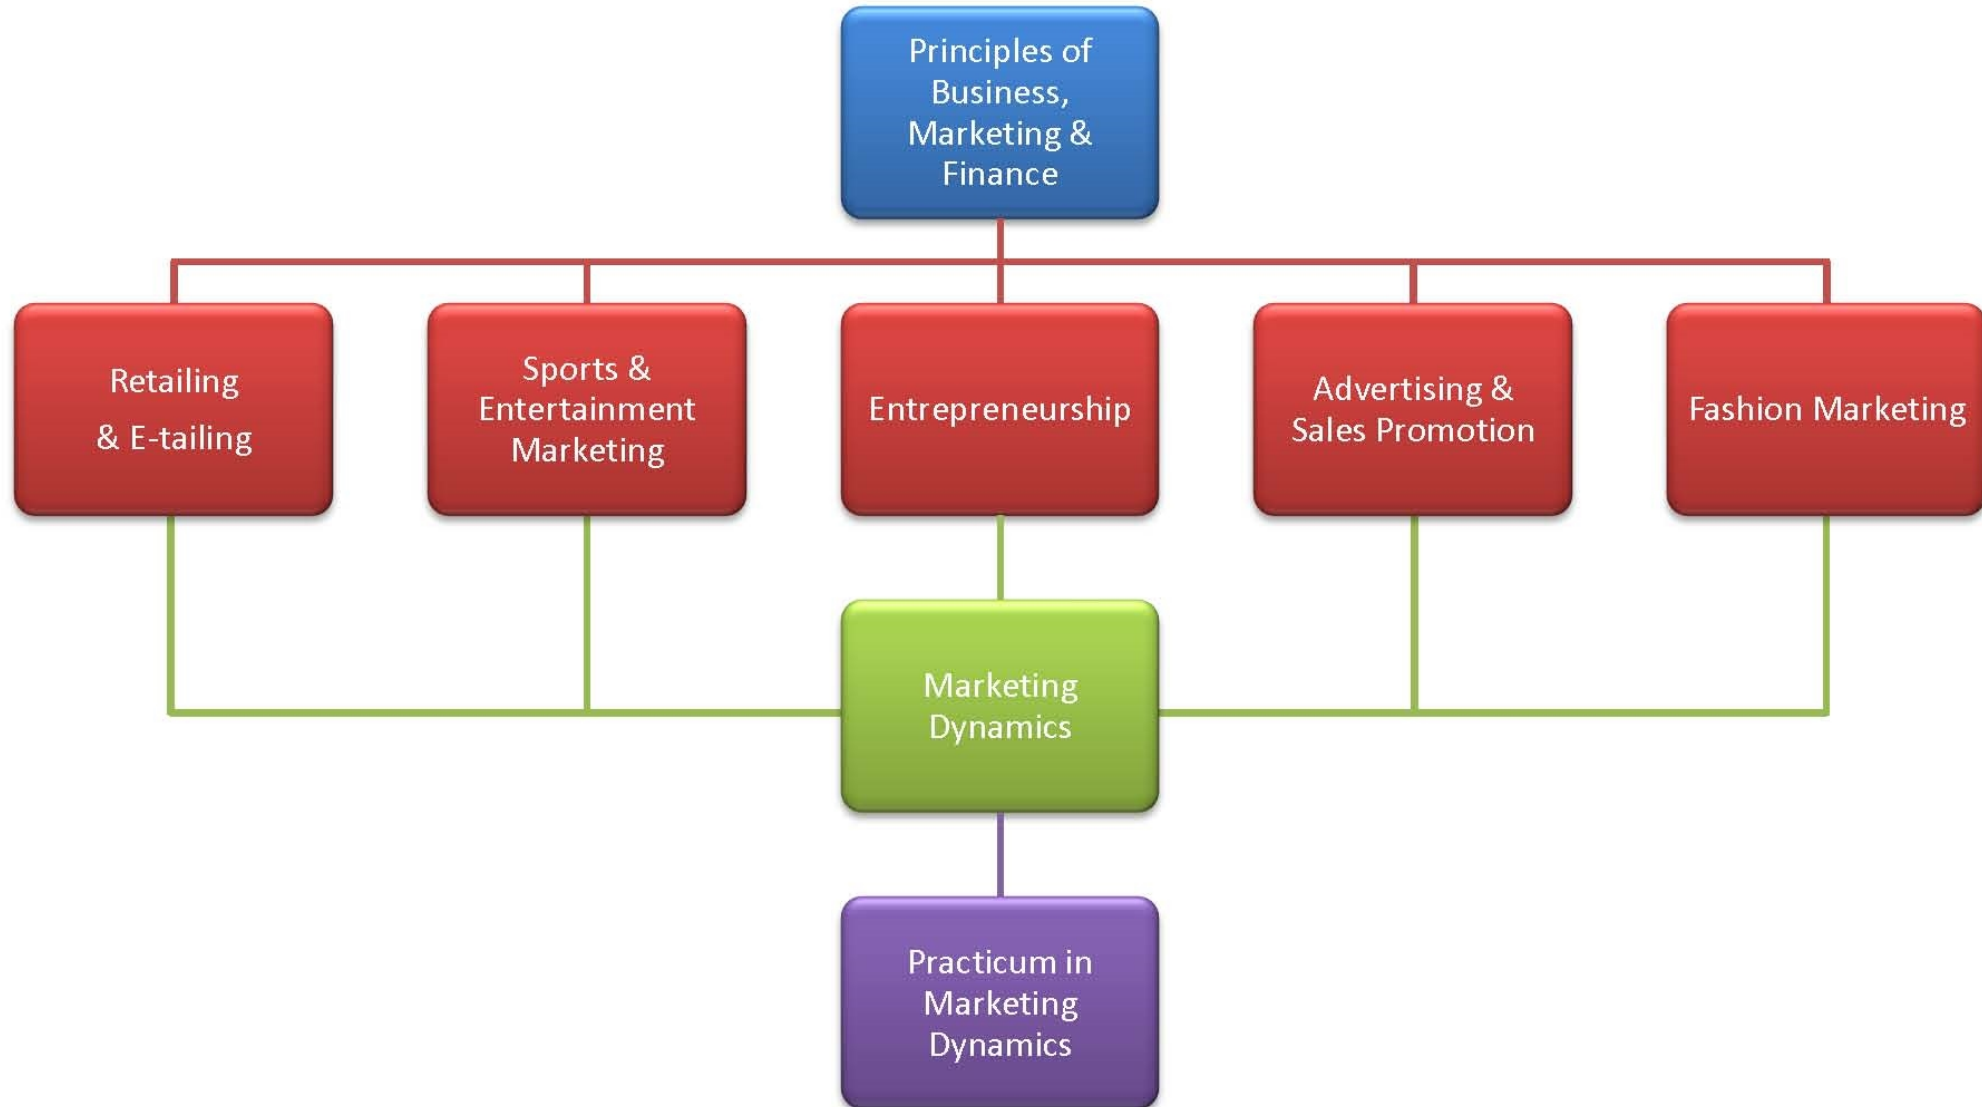 Principles of
Business,
Marketing &
Finance
Retailing
& E-tailing
Sports &
Entertainment
Marketing
Entrepreneurship
Advertising &
Sales Promotion
Fashion Marketing
Marketing
Dynamics
Practicum in
Marketing
Dynamics